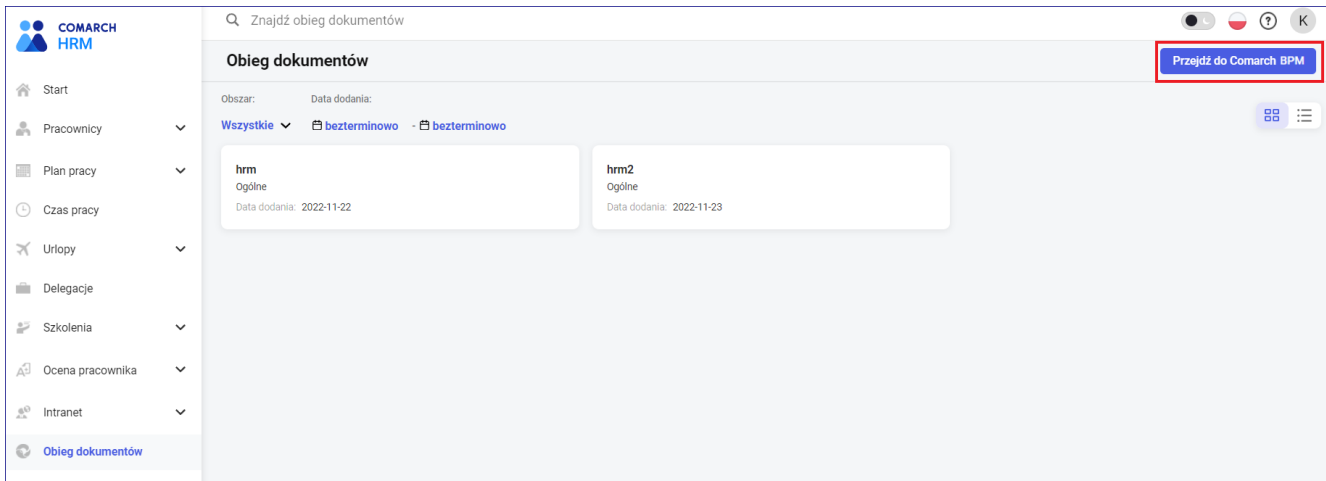 COMARCH
HRM
Start
Pracownicy
Plan pracy
Czas pracy
Urlopy
Delegacje
Szkolenia
Ocena pracownika
Intranet
Obieg dokumentów
Znajdź obieg dokumentów
K
Obieg dokumentów
Przejdź do Comarch BPM
Obszar: Data dodania:
Wszystkie bezterminowo - bezterminowo
hrm
Ogólne
Data dodania: 2022-11-22
hrm2
Ogólne
Data dodania: 2022-11-23